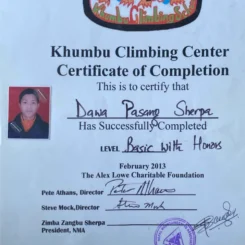 Khumbu Climbing Center
Certificate of Completion
This is to certify that
Dawa Pasang Sherpa
Has Successfully Completed
LEVEL Basic With Honors
February 2013
The Alex Lowe Charitable Foundation
Pete Athans, Director
Steve Mock, Director
Zimba Zangbu Sherpa
President, NMA